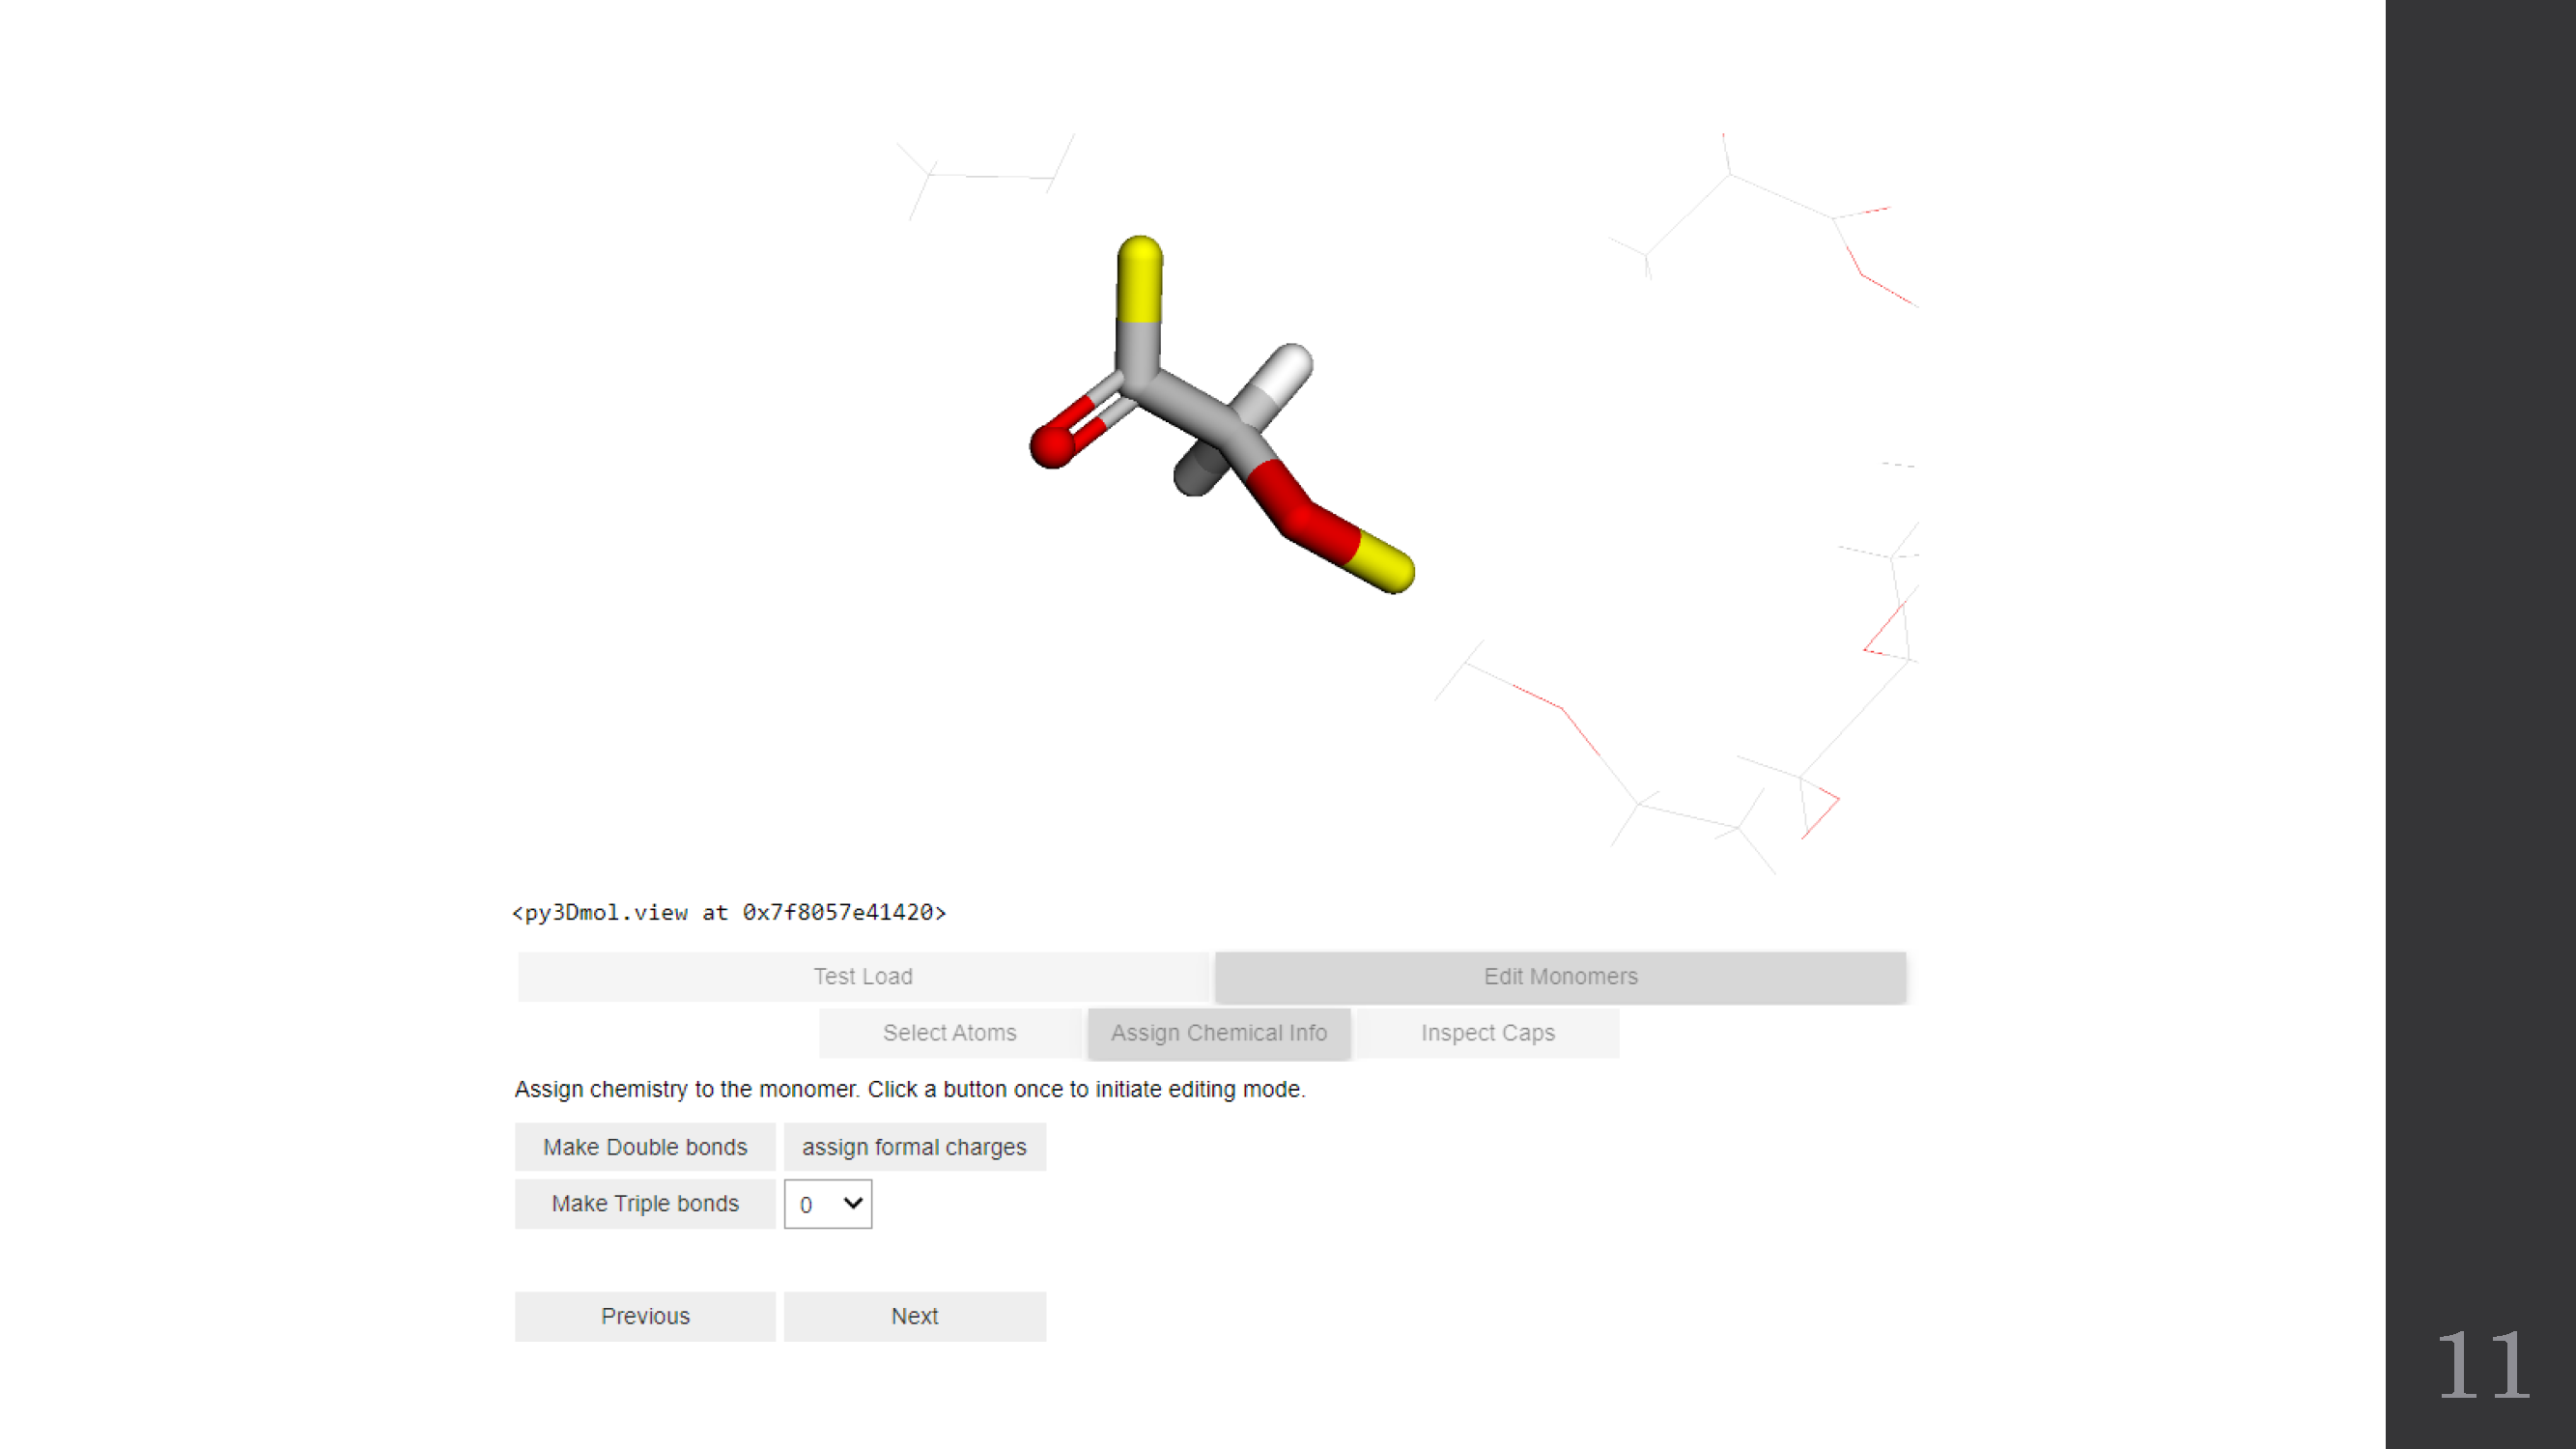 <py3Dmol.view at 0x7f8057e41420>
Test Load Edit Monomers
Select Atoms Assign Chemical Info Inspect Caps
Assign chemistry to the monomer. Click a button once to initiate editing mode.
Make Double bonds assign formal charges
Make Triple bonds 0
Previous Next
11